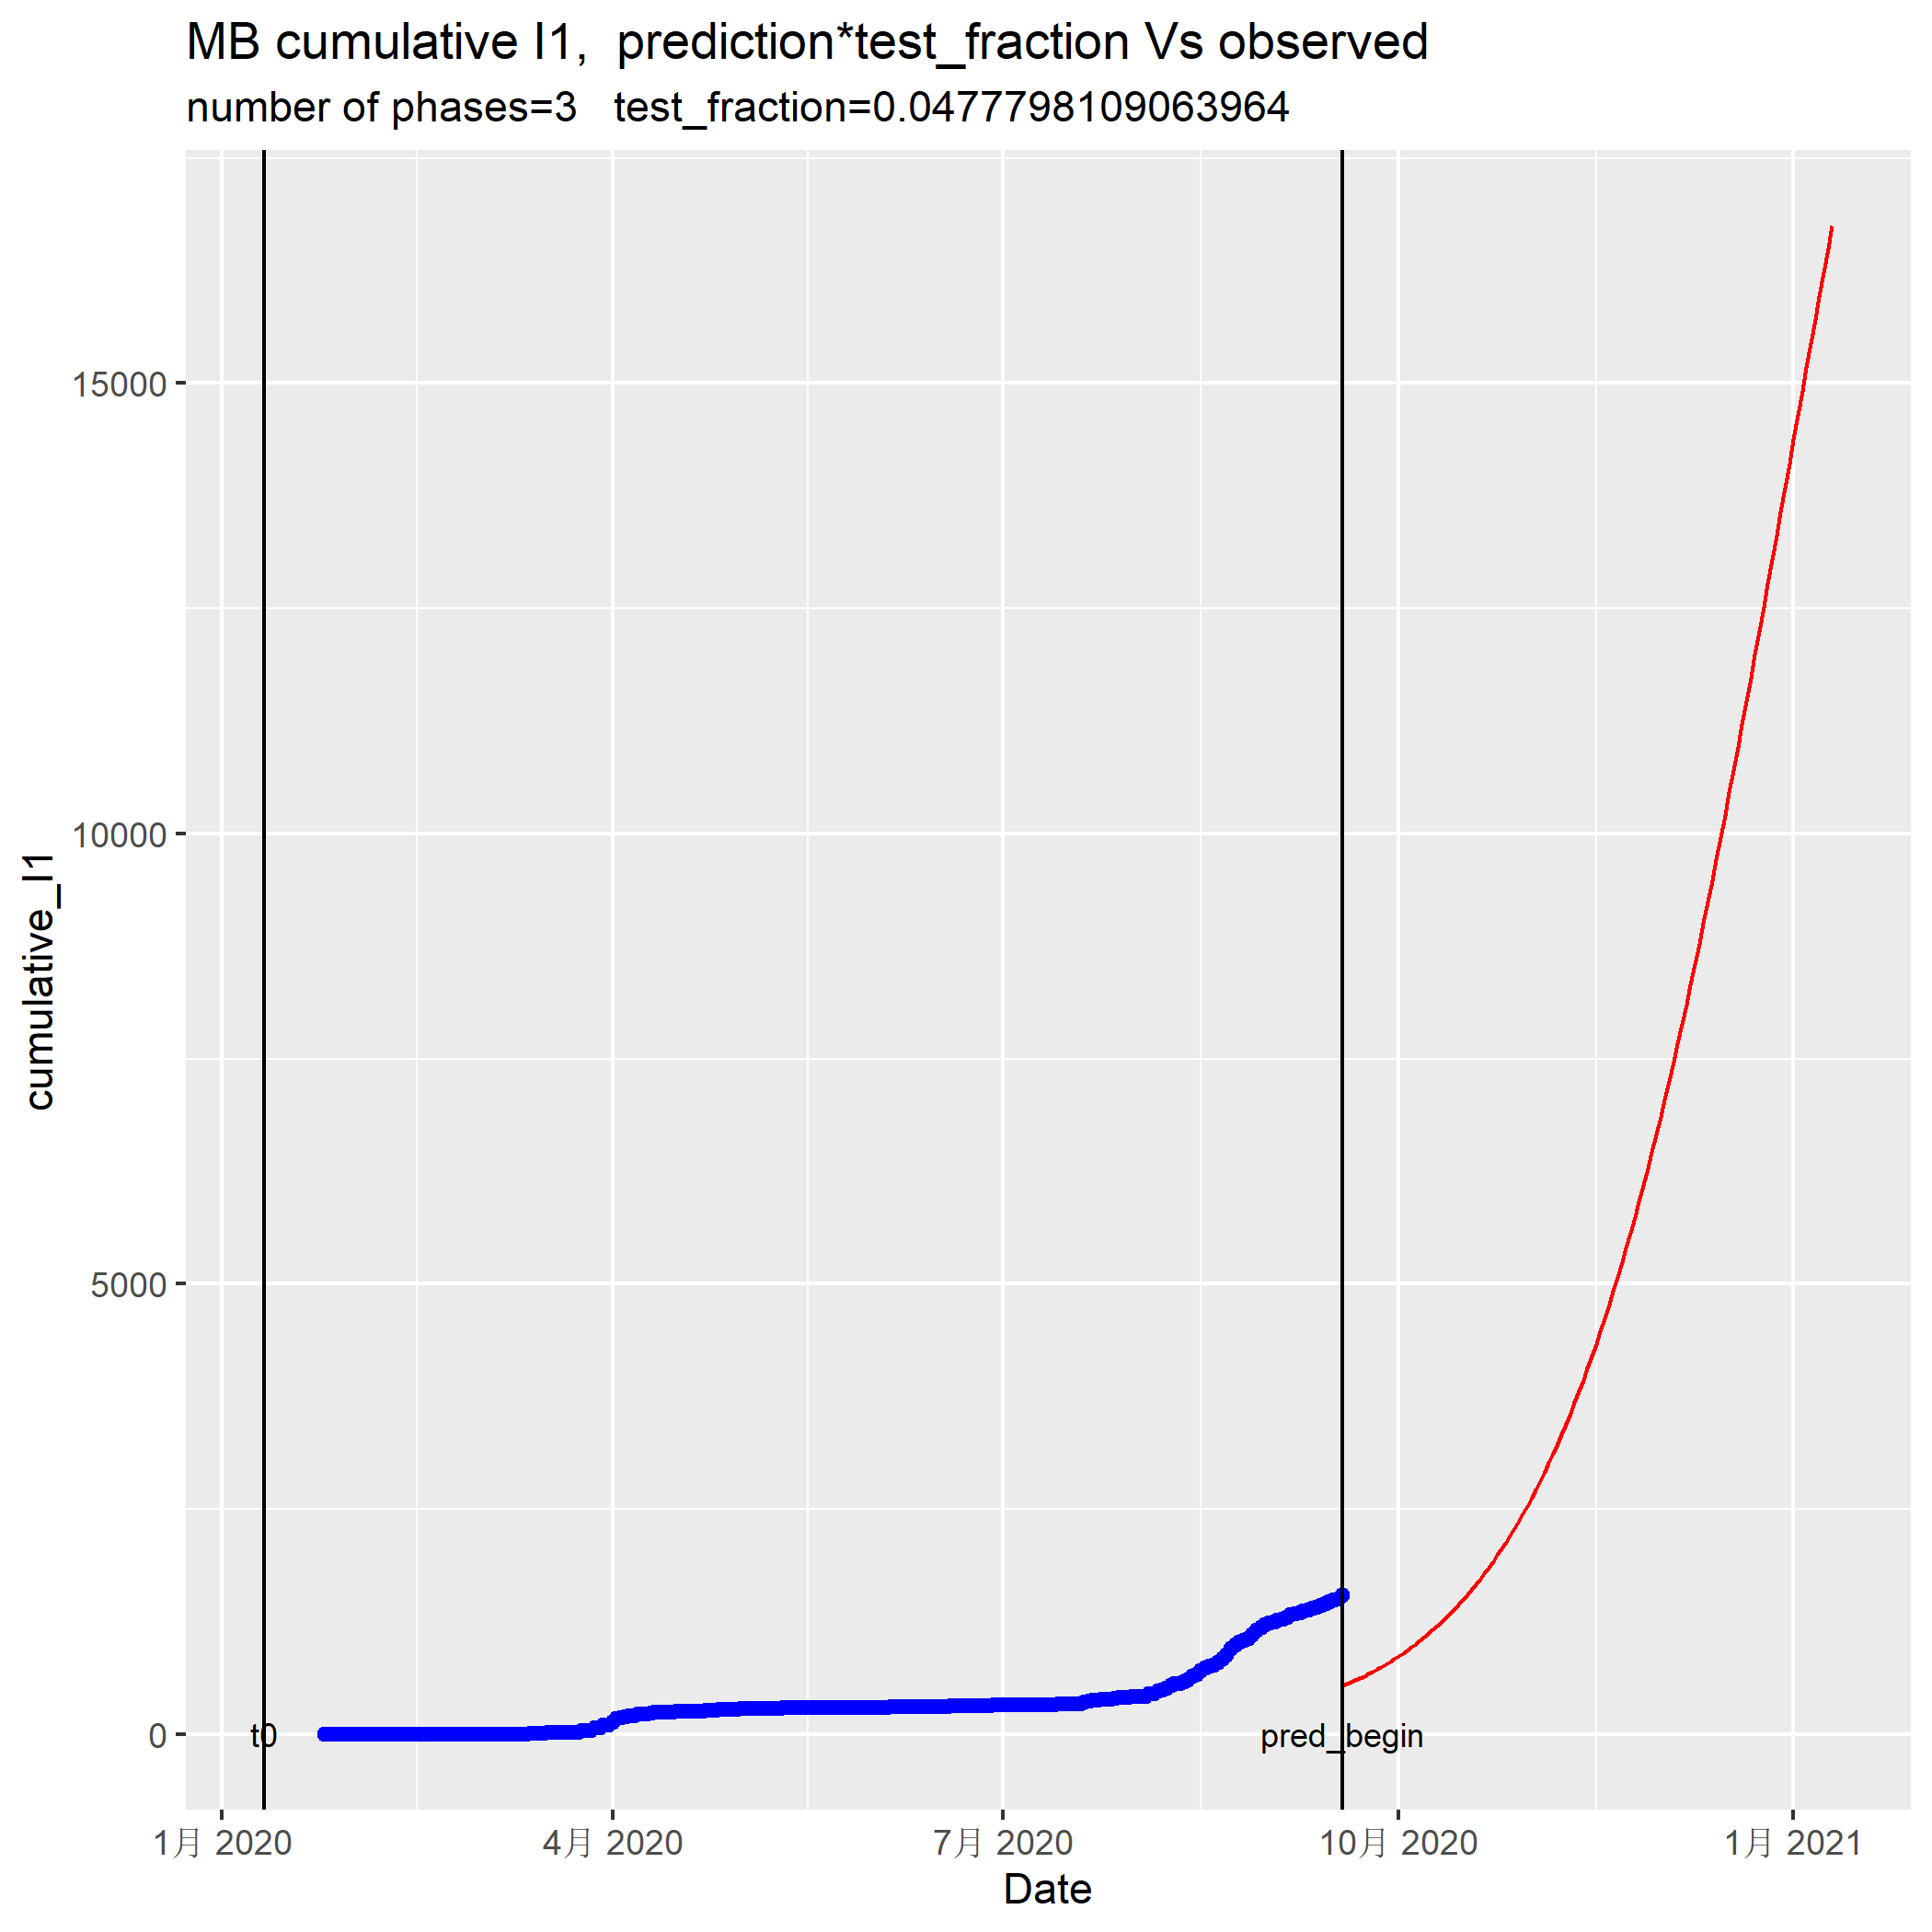 MB cumulative I1,  prediction*test_fraction Vs observed
number of phases=3   test_fraction=0.0477798109063964
cumulative_I1
15000
10000
5000
0
t0
pred_begin
1月 2020
4月 2020
7月 2020
10月 2020
1月 2021
Date